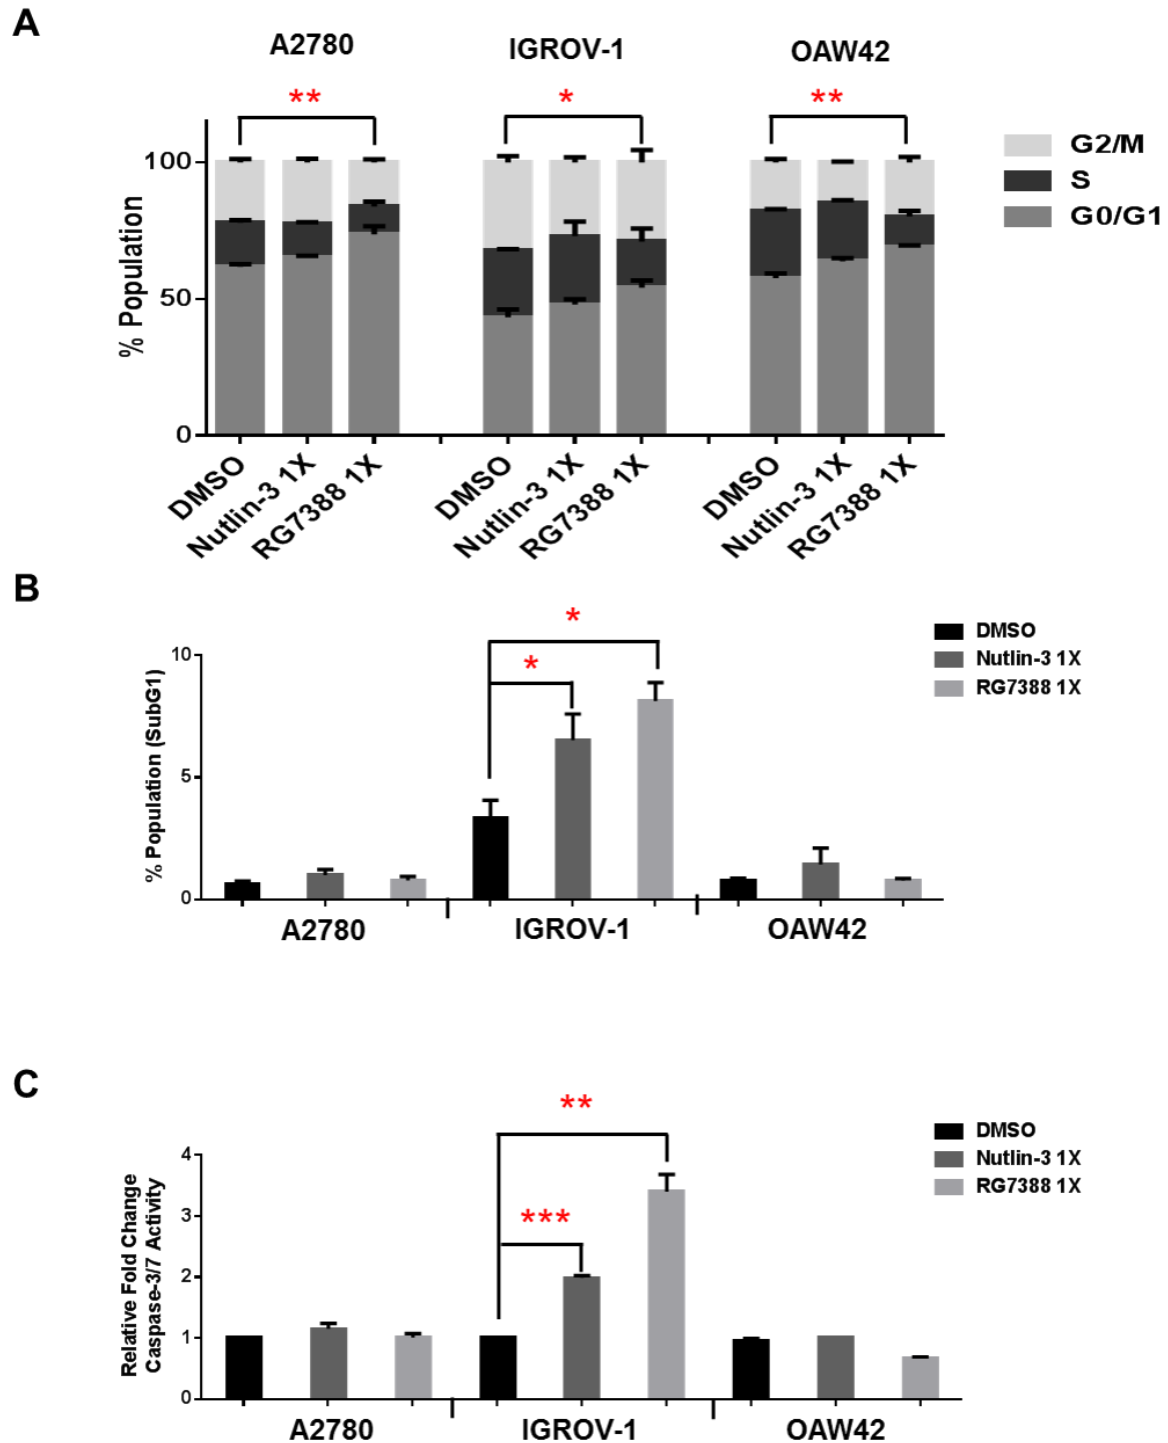 A
A2780
IGROV-1
OAW42
**
*
**
G2/M
S
G0/G1
100
50
0
% Population
DMSO
Nutlin-3 1X
RG7388 1X
DMSO
Nutlin-3 1X
RG7388 1X
DMSO
Nutlin-3 1X
RG7388 1X
B
*
*
DMSO
Nutlin-3 1X
RG7388 1X
10
5
0
% Population (SubG1)
A2780
IGROV-1
OAW42
C
**
***
DMSO
Nutlin-3 1X
RG7388 1X
4
3
2
1
0
Relative Fold Change
Caspase-3/7 Activity
A2780
IGROV-1
OAW42